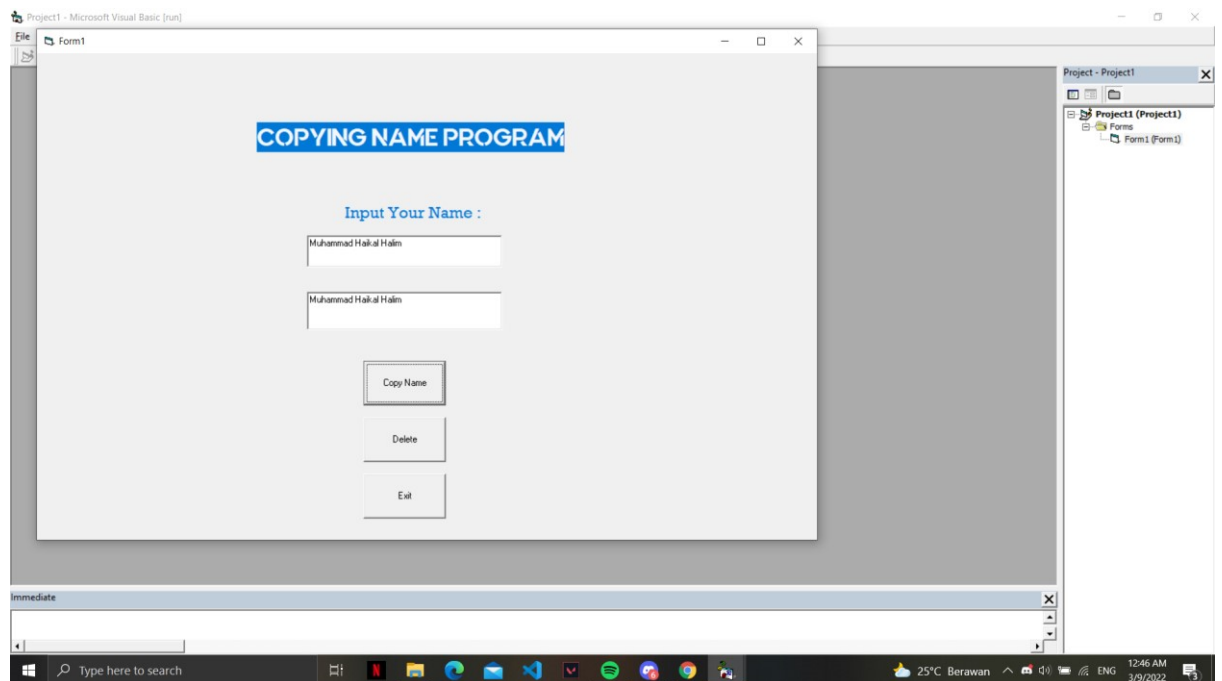 Project1 - Microsoft Visual Basic [run]
File
Form1
Project - Project1
Project1 (Project1)
Forms
Form1 (Form1)
COPYING NAME PROGRAM
Input Your Name :
Muhammad Haikal Halim
Muhammad Haikal Halim
Copy Name
Delete
Exit
Immediate
Type here to search
25°C Berawan
ENG
12:46 AM
3/9/2022
3